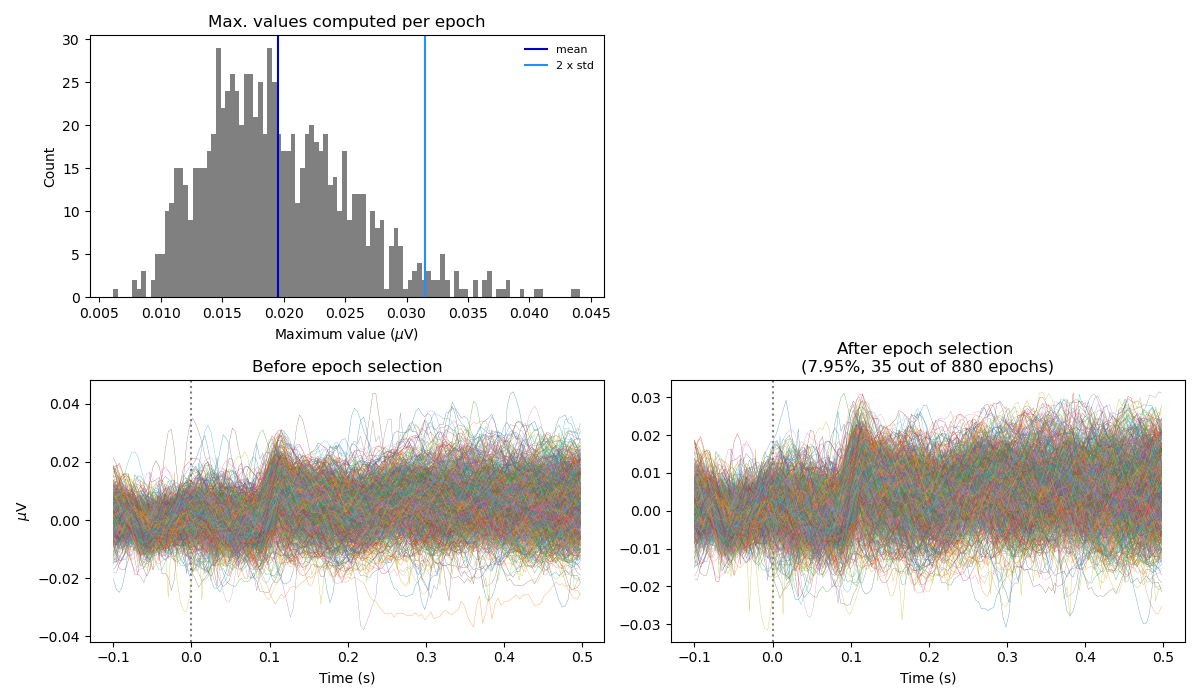 Max. values computed per epoch
30
25
20
15
10
5
0
Count
mean
2 x std
0.005 0.010 0.015 0.020 0.025 0.030 0.035 0.040 0.045
Maximum value (μV)
Before epoch selection
0.04
0.02
0.00
−0.02
−0.04
μV
−0.1 0.0 0.1 0.2 0.3 0.4 0.5
Time (s)
After epoch selection
(7.95%, 35 out of 880 epochs)
0.03
0.02
0.01
0.00
−0.01
−0.02
−0.03
−0.1 0.0 0.1 0.2 0.3 0.4 0.5
Time (s)